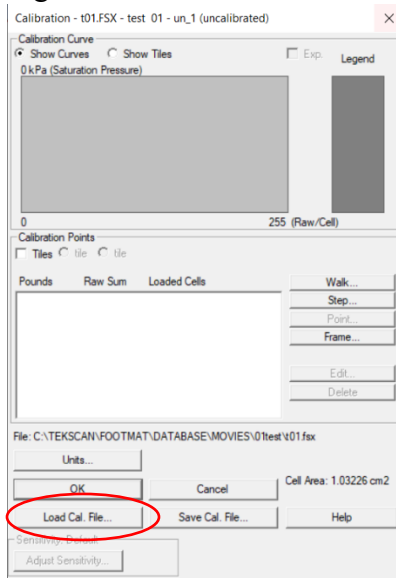 Calibration - t01.FSX - test 01 - un_1 (uncalibrated)
Calibration Curve
Show Curves Show Tiles Exp. Legend
0 kPa (Saturation Pressure)
0 255 (Raw/Cell)
Calibration Points
Tiles tile tile
Pounds Raw Sum Loaded Cells
Walk...
Step...
Point...
Frame...
Edit...
Delete
File: C:\TEKSCAN\FOOTMAT\DATABASE\MOVIES\01test\t01.fsx
Units...
OK Cancel Cell Area: 1.03226 cm2
Load Cal. File... Save Cal. File... Help
Sensitivity: Default
Adjust Sensitivity...